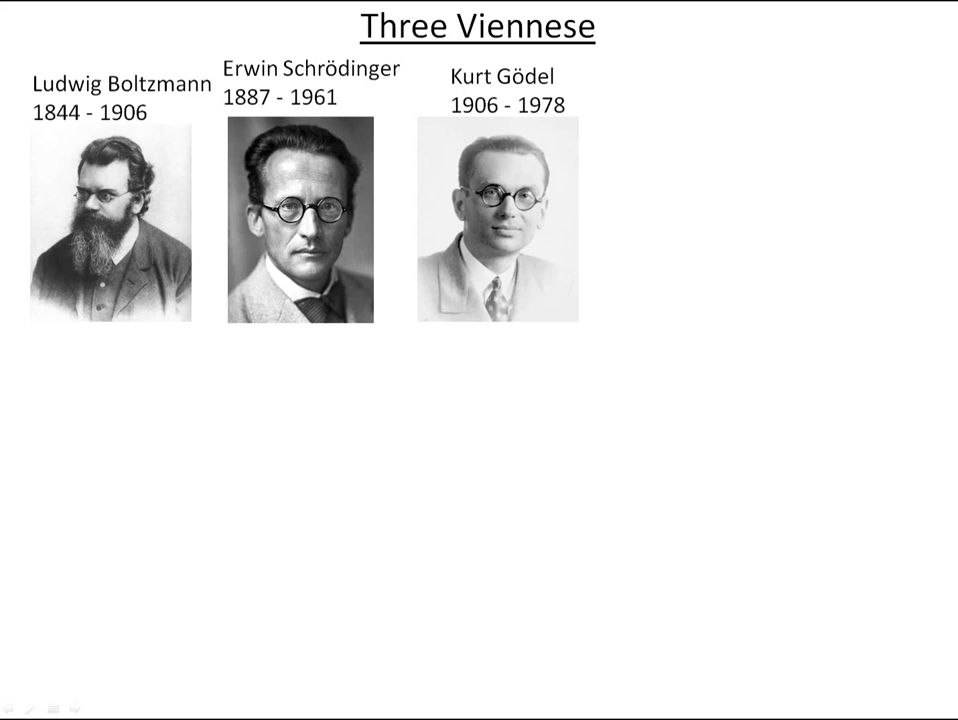 Three Viennese
Ludwig Boltzmann
1844 - 1906
Erwin Schrödinger
1887 - 1961
Kurt Gödel
1906 - 1978